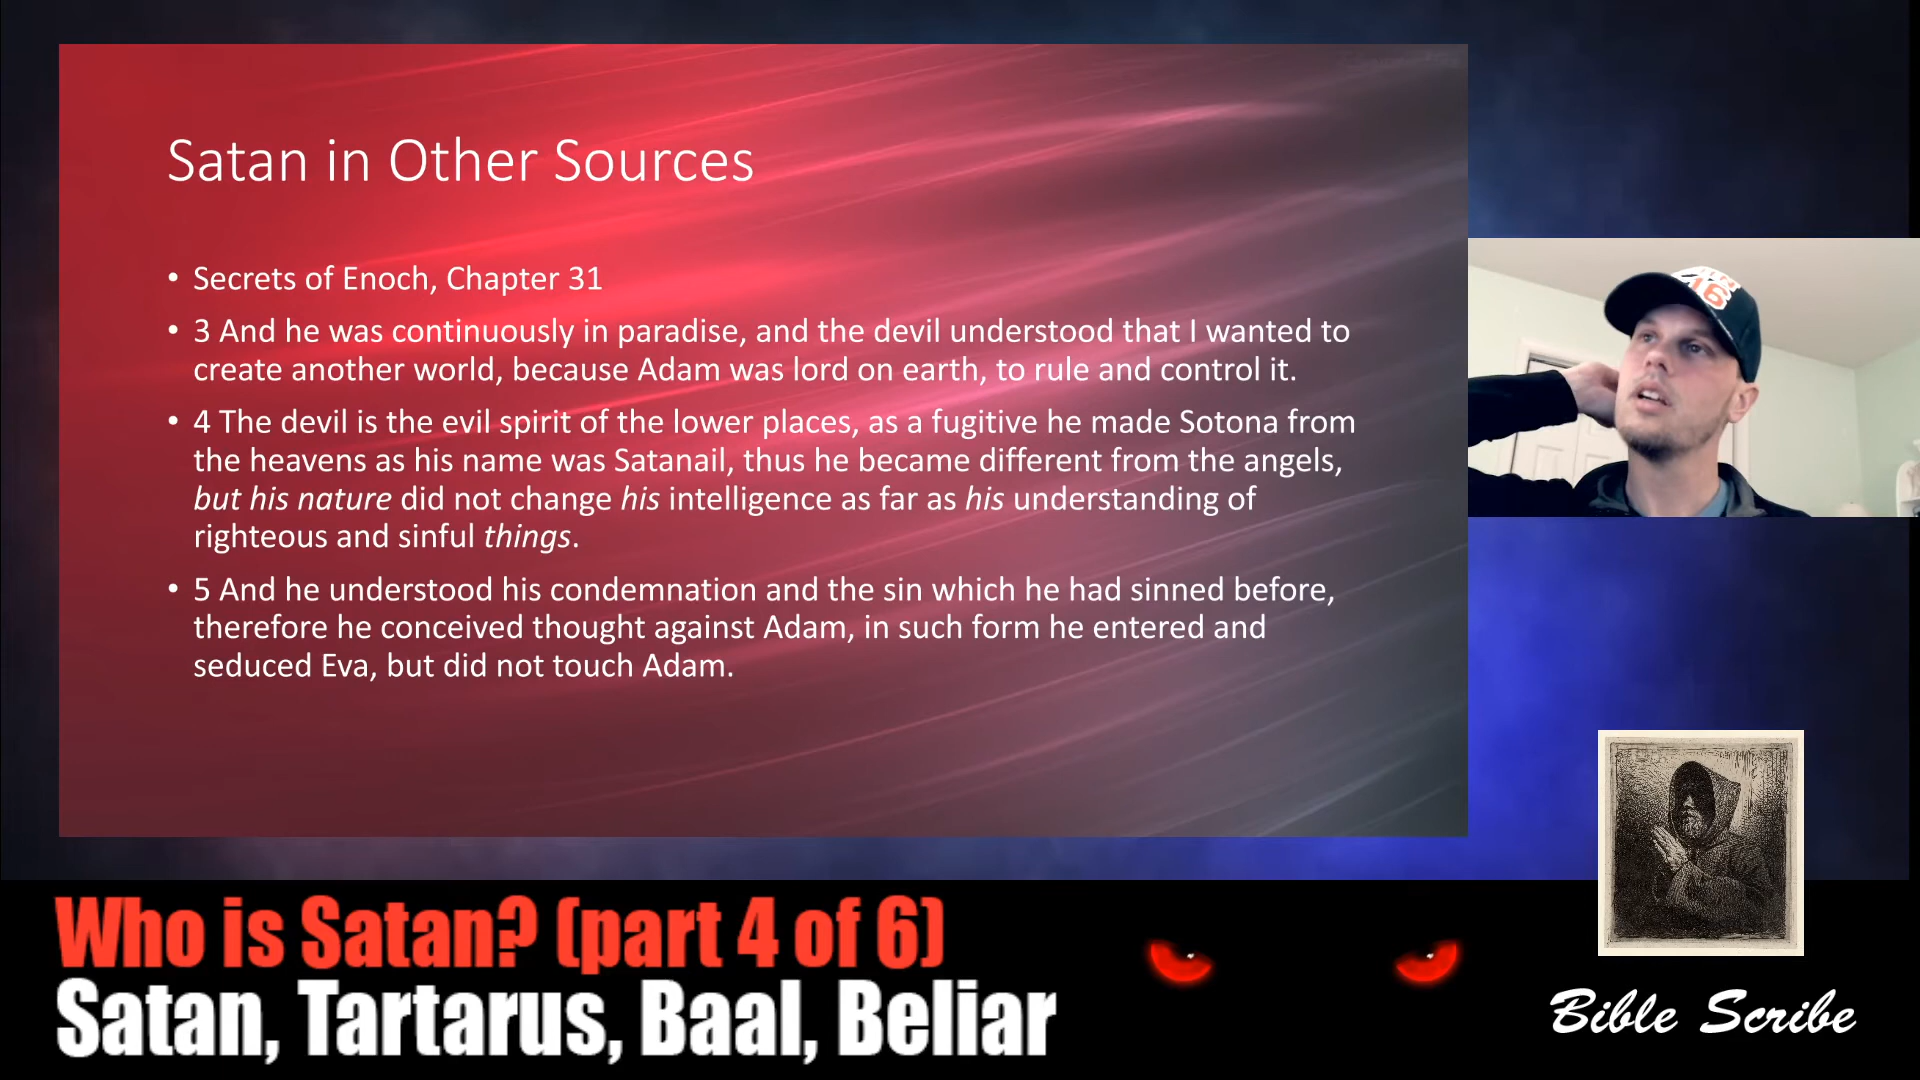 Satan in Other Sources
• Secrets of Enoch, Chapter 31
• 3 And he was continuously in paradise, and the devil understood that I wanted to
create another world, because Adam was lord on earth, to rule and control it.
• 4 The devil is the evil spirit of the lower places, as a fugitive he made Sotona from
the heavens as his name was Satanail, thus he became different from the angels,
but his nature did not change his intelligence as far as his understanding of
righteous and sinful things.
• 5 And he understood his condemnation and the sin which he had sinned before,
therefore he conceived thought against Adam, in such form he entered and
seduced Eva, but did not touch Adam.
16
Who is Satan? (part 4 of 6)
Satan, Tartarus, Baal, Beliar
Bible Scribe